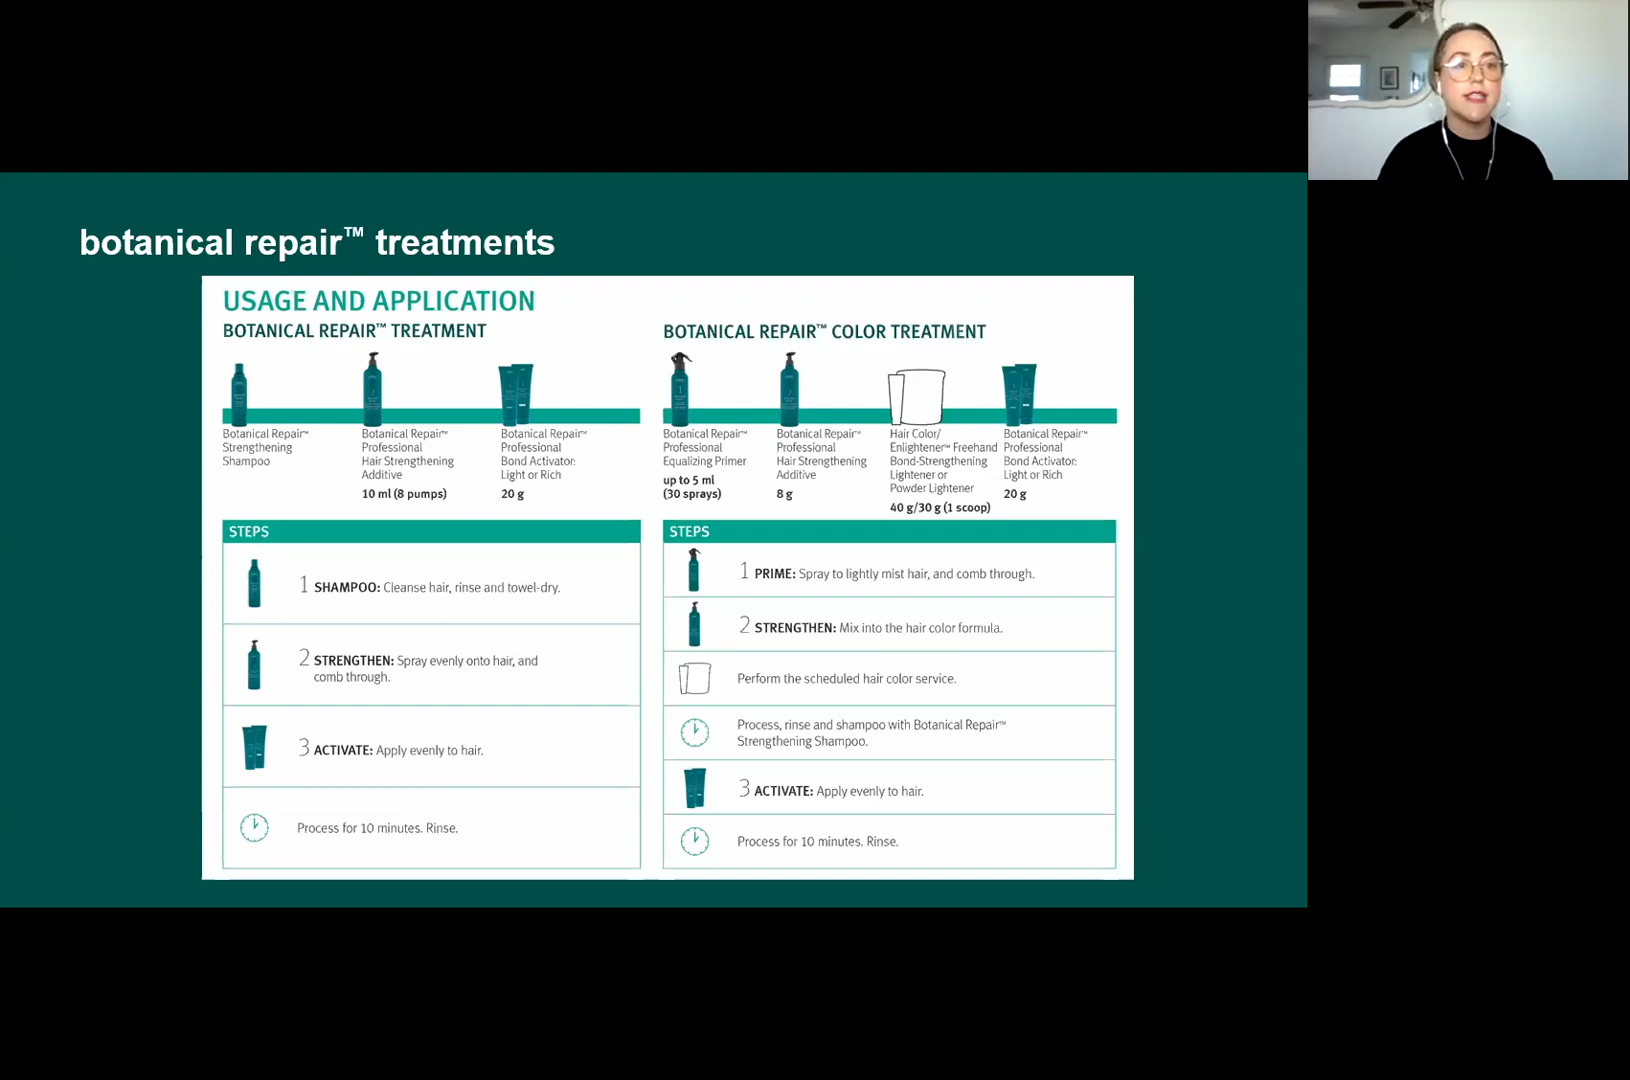 botanical repair™ treatments
USAGE AND APPLICATION
BOTANICAL REPAIR™ TREATMENT
Botanical Repair™
Strengthening
Shampoo
Botanical Repair™
Professional
Hair Strengthening
Additive
10 ml (8 pumps)
Botanical Repair™
Professional
Bond Activator:
Light or Rich
20 g
STEPS
1 SHAMPOO: Cleanse hair, rinse and towel-dry.
2 STRENGTHEN: Spray evenly onto hair, and
comb through.
3 ACTIVATE: Apply evenly to hair.
Process for 10 minutes. Rinse.
BOTANICAL REPAIR™ COLOR TREATMENT
Botanical Repair™
Professional
Equalizing Primer
up to 5 ml
(30 sprays)
Botanical Repair™
Professional
Hair Strengthening
Additive
8 g
Hair Color/
Enlightener™ Freehand
Bond-Strengthening
Lightener or
Powder Lightener
40 g/30 g (1 scoop)
Botanical Repair™
Professional
Bond Activator:
Light or Rich
20 g
STEPS
1 PRIME: Spray to lightly mist hair, and comb through.
2 STRENGTHEN: Mix into the hair color formula.
Perform the scheduled hair color service.
Process, rinse and shampoo with Botanical Repair™
Strengthening Shampoo.
3 ACTIVATE: Apply evenly to hair.
Process for 10 minutes. Rinse.